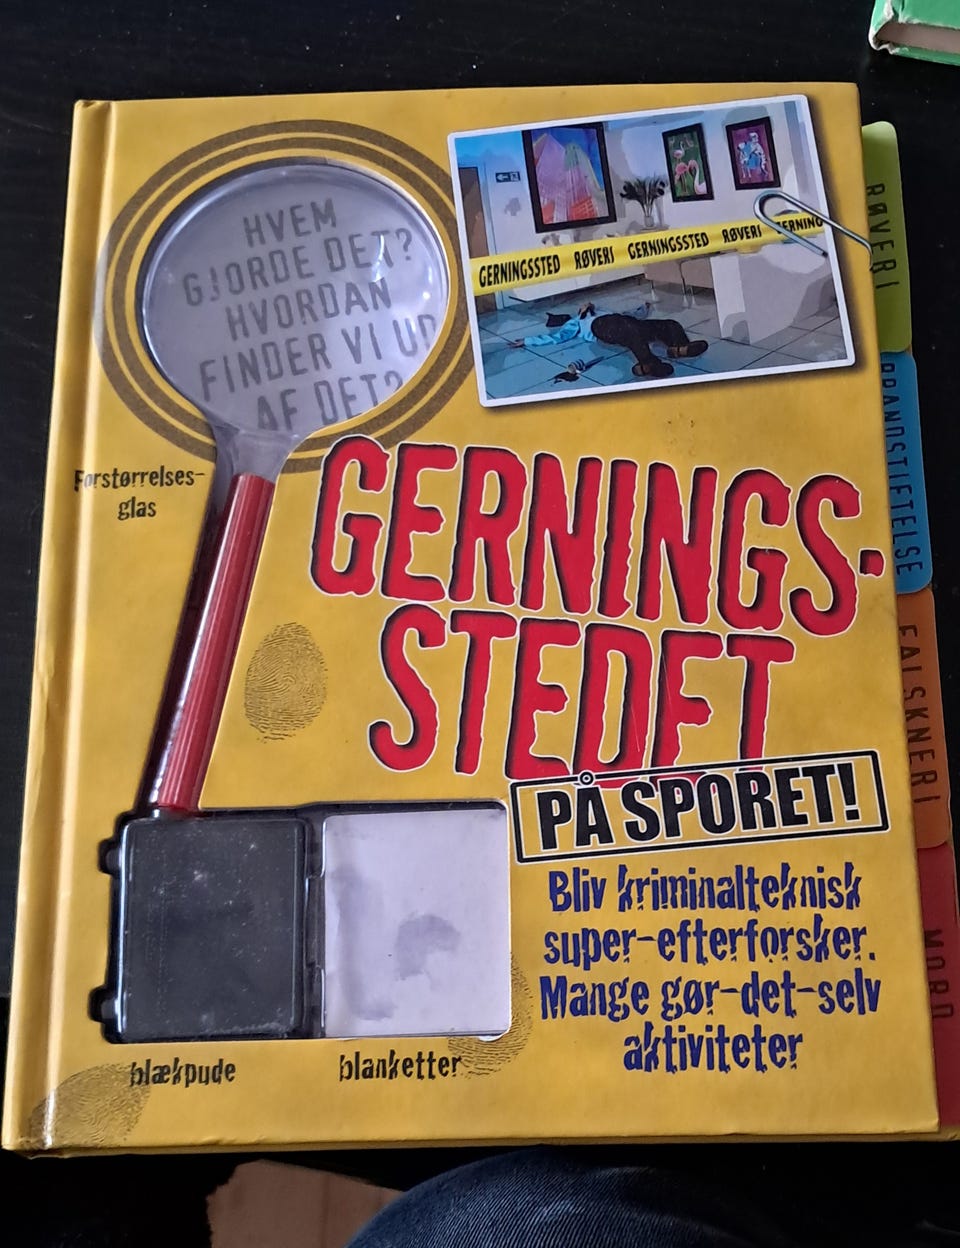 HVEM
GJORDE DET?
HVORDAN
FINDER VI UD
AF DET?
GERNINGSSTED RØVERI GERNINGSSTED RØVERI GERNING
RØVERI
Forstørrelses-
glas
GERNINGS-
STEDET
BRANDSTIFTELSE
FALSKNERI
PÅ SPORET!
Bliv kriminalteknisk
super-efterforsker.
Mange gør-det-selv
aktiviteter
MORD
blækpude
blanketter